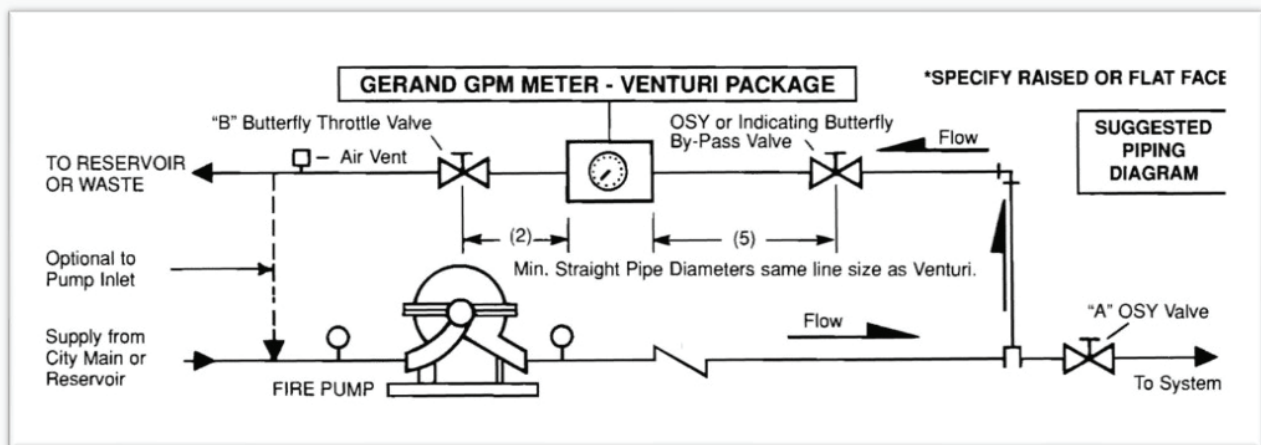 GERAND GPM METER - VENTURI PACKAGE
*SPECIFY RAISED OR FLAT FACE
"B" Butterfly Throttle Valve
OSY or Indicating Butterfly
By-Pass Valve
Flow
SUGGESTED
PIPING
DIAGRAM
TO RESERVOIR
OR WASTE
– Air Vent
(2)
(5)
Min. Straight Pipe Diameters same line size as Venturi.
Optional to
Pump Inlet
"A" OSY Valve
Flow
Supply from
City Main or
Reservoir
FIRE PUMP
To System